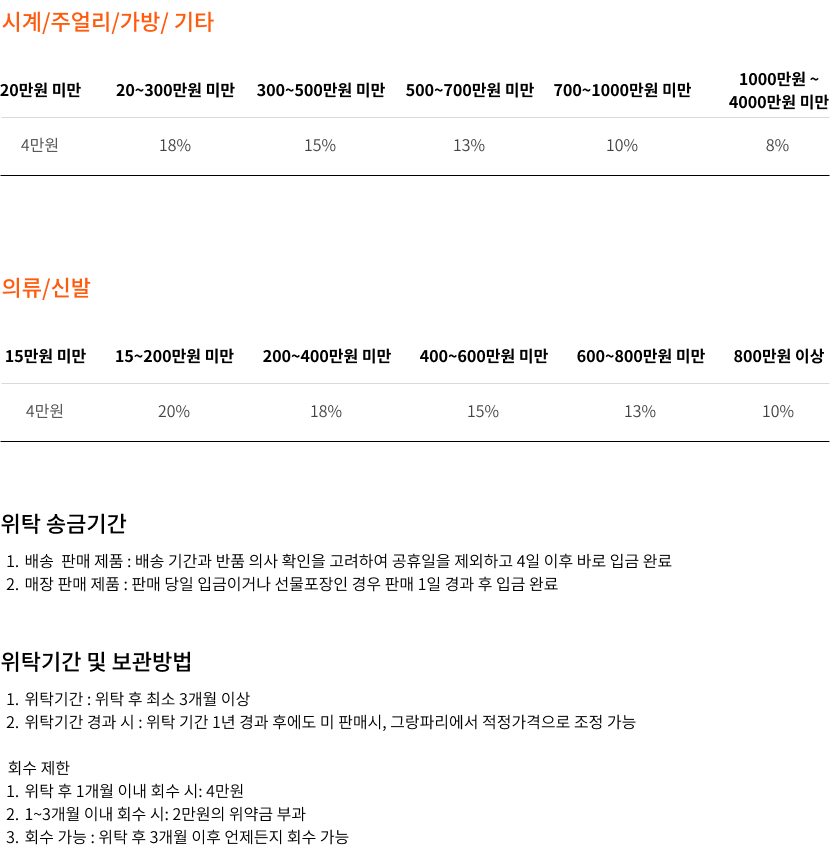 시계/주얼리/가방/ 기타
20만원 미만 20~300만원 미만 300~500만원 미만 500~700만원 미만 700~1000만원 미만 1000만원 ~
4000만원 미만
4만원 18% 15% 13% 10% 8%
의류/신발
15만원 미만 15~200만원 미만 200~400만원 미만 400~600만원 미만 600~800만원 미만 800만원 이상
4만원 20% 18% 15% 13% 10%
위탁 송금기간
1. 배송 판매 제품 : 배송 기간과 반품 의사 확인을 고려하여 공휴일을 제외하고 4일 이후 바로 입금 완료
2. 매장 판매 제품 : 판매 당일 입금이거나 선물포장인 경우 판매 1일 경과 후 입금 완료
위탁기간 및 보관방법
1. 위탁기간 : 위탁 후 최소 3개월 이상
2. 위탁기간 경과 시 : 위탁 기간 1년 경과 후에도 미 판매시, 그랑파리에서 적정가격으로 조정 가능
회수 제한
1. 위탁 후 1개월 이내 회수 시: 4만원
2. 1~3개월 이내 회수 시: 2만원의 위약금 부과
3. 회수 가능 : 위탁 후 3개월 이후 언제든지 회수 가능